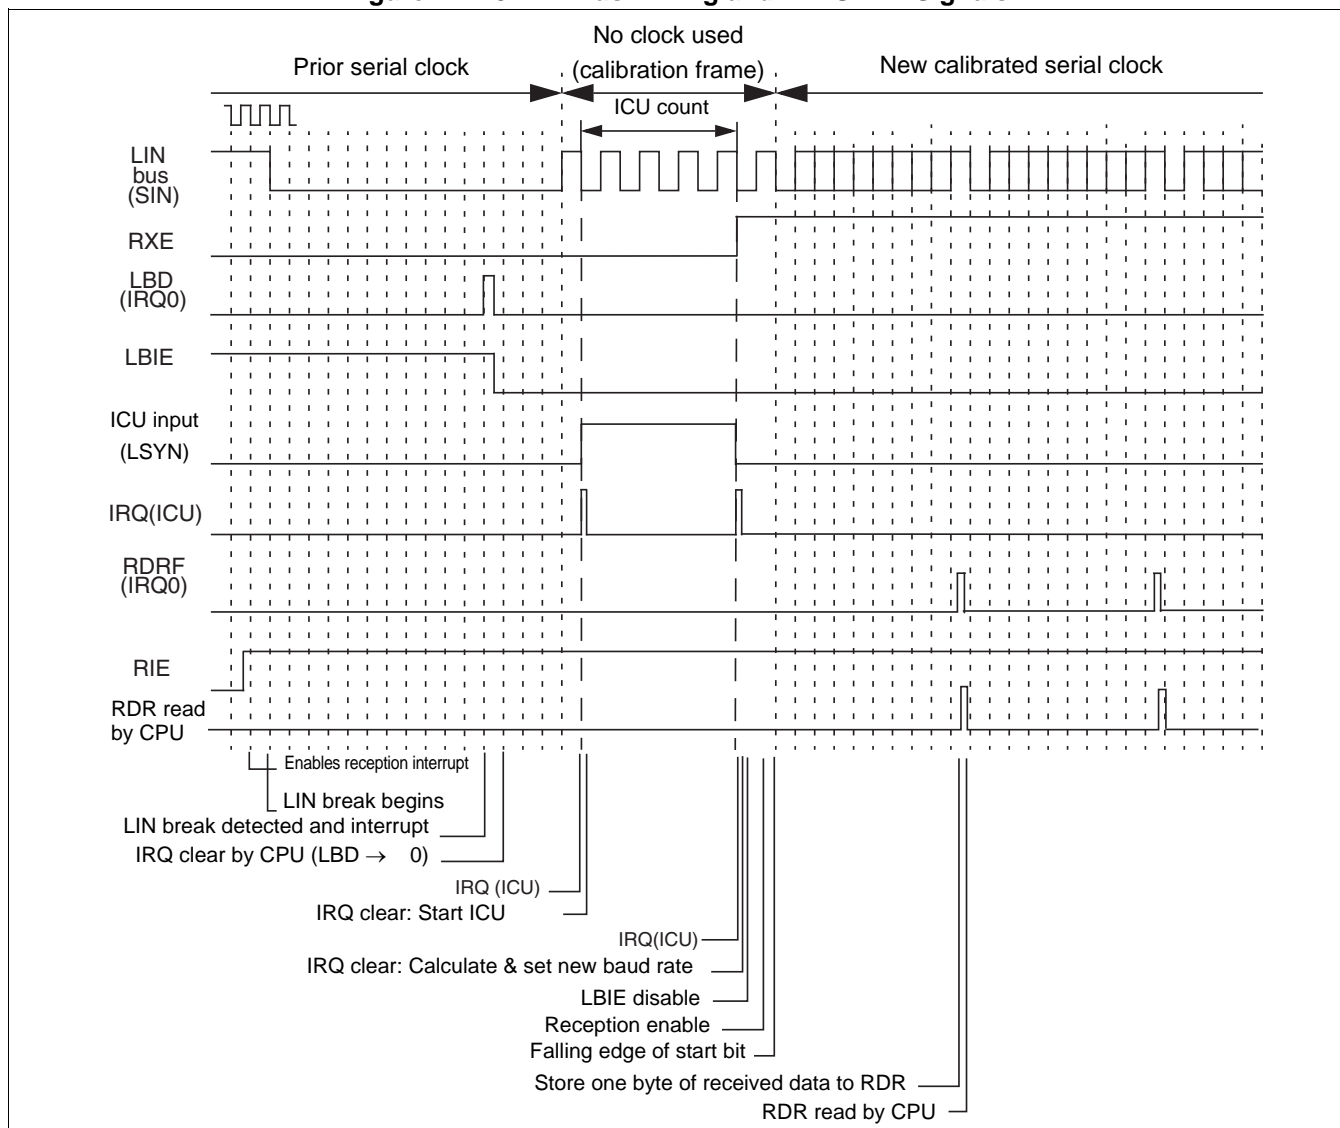 No clock used
Prior serial clock
(calibration frame)
New calibrated serial clock
ICU count
LIN
bus
(SIN)
RXE
LBD
(IRQ0)
LBIE
ICU input
(LSYN)
IRQ(ICU)
RDRF
(IRQ0)
RIE
RDR read
by CPU
Enables reception interrupt
LIN break begins
LIN break detected and interrupt
IRQ clear by CPU (LBD → 0)
IRQ (ICU)
IRQ clear: Start ICU
IRQ(ICU)
IRQ clear: Calculate & set new baud rate
LBIE disable
Reception enable
Falling edge of start bit
Store one byte of received data to RDR
RDR read by CPU